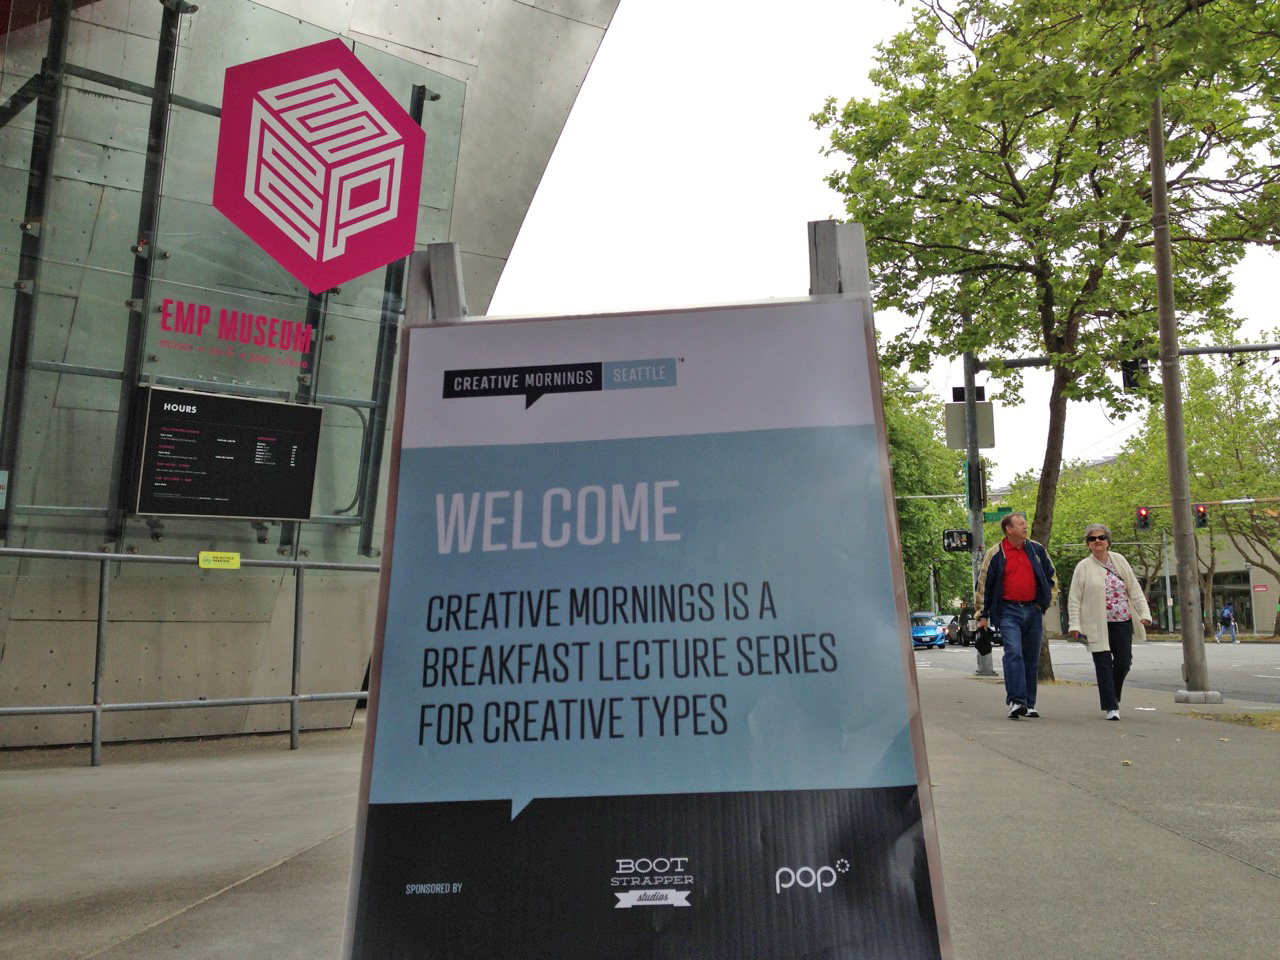 EMP
EMP MUSEUM
HOURS
CREATIVE MORNINGS SEATTLE
WELCOME
CREATIVE MORNINGS IS A
BREAKFAST LECTURE SERIES
FOR CREATIVE TYPES
SPONSORED BY
BOOT
STRAPPER
studios
pop